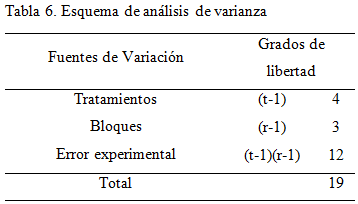 Tabla 6. Esquema de análisis de varianza
Fuentes de Variación Grados de libertad
Tratamientos (t-1) 4
Bloques (r-1) 3
Error experimental (t-1)(r-1) 12
Total 19